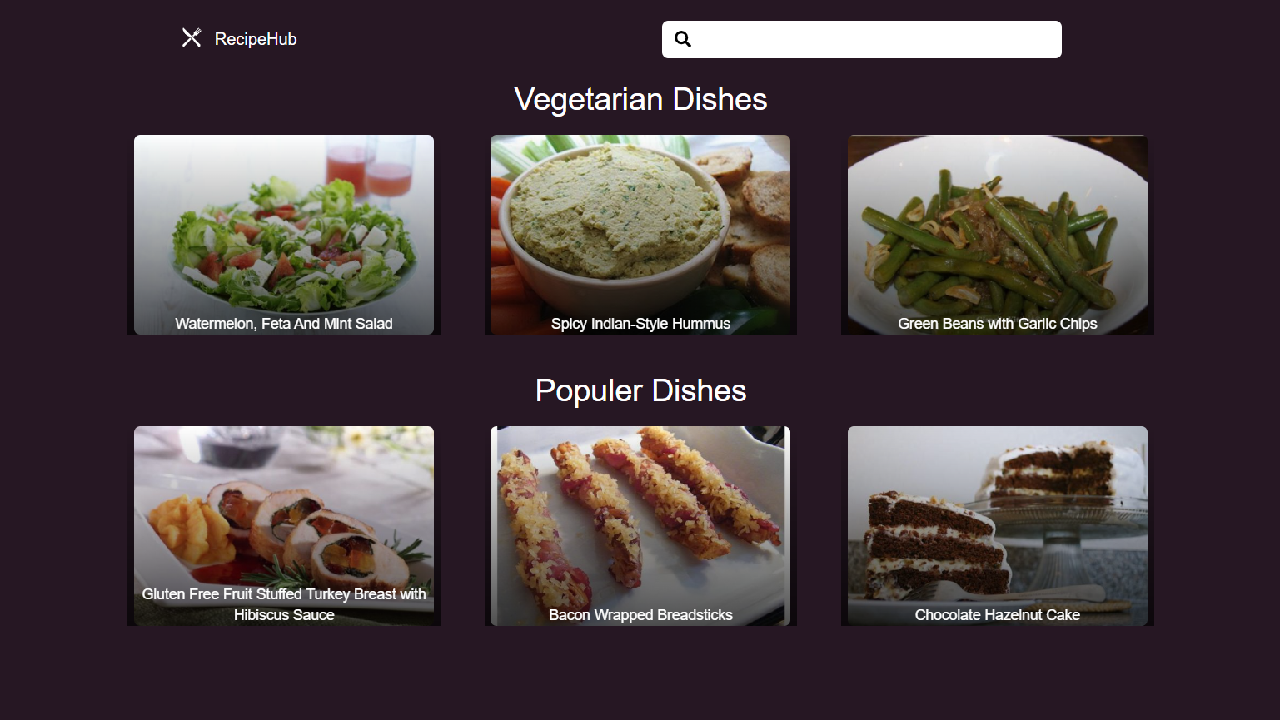 RecipeHub
Vegetarian Dishes
Watermelon, Feta And Mint Salad
Spicy Indian-Style Hummus
Green Beans with Garlic Chips
Populer Dishes
Gluten Free Fruit Stuffed Turkey Breast with
Hibiscus Sauce
Bacon Wrapped Breadsticks
Chocolate Hazelnut Cake